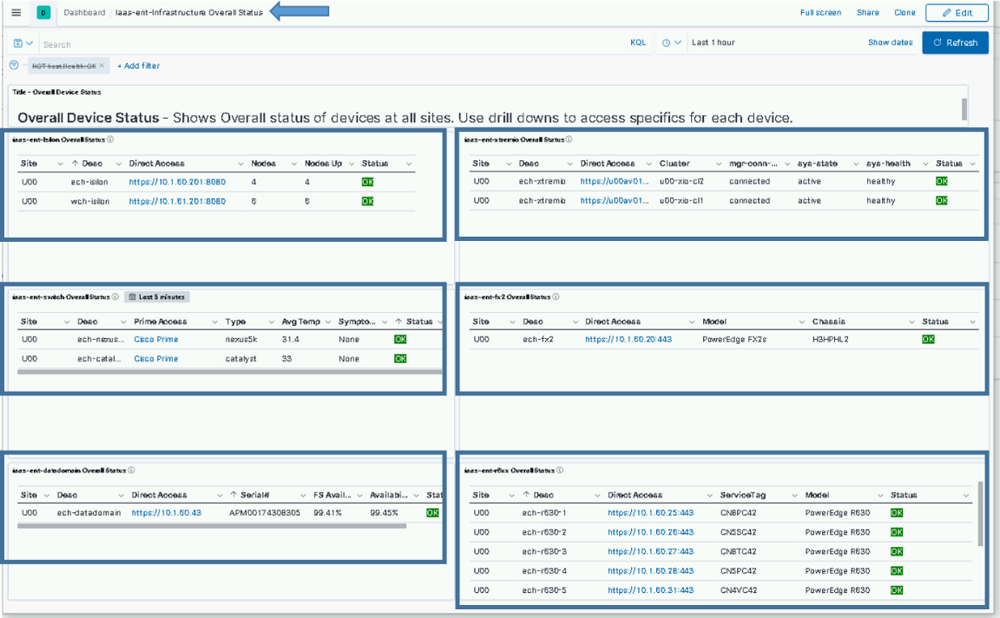 D Dashboard / Iaas-ent-Infrastructure Overall Status Full screen Share Clone Edit
Search KQL Last 1 hour Show dates Refresh
NOT host.Health: OK × + Add filter
Title - Overall Device Status
Overall Device Status - Shows Overall status of devices at all sites. Use drill downs to access specifics for each device.
iaas-ent-Isilon Overall Status
Site Desc Direct Access Nodes Nodes Up Status
U00 ech-isilon https://10.1.60.201:8080 4 4 OK
U00 wch-isilon https://10.1.61.201:8080 6 6 OK
iaas-ent-xtremio Overall Status
Site Desc Direct Access Cluster mgr-conn-... sys-state sys-health Status
U00 ech-xtremio https://u00av01... u00-xio-cl2 connected active healthy OK
U00 ech-xtremio https://u00av01... u00-xio-cl1 connected active healthy OK
iaas-ent-switch Overall Status Last 5 minutes
Site Desc Prime Access Type Avg Temp Sympto... Status
U00 ech-nexus... Cisco Prime nexus5k 31.4 None OK
U00 ech-catal... Cisco Prime catalyst 33 None OK
iaas-ent-fx2 Overall Status
Site Desc Direct Access Model Chassis Status
U00 ech-fx2 https://10.1.60.20:443 PowerEdge FX2s H3HPHL2 OK
iaas-ent-datadomain Overall Status
Site Desc Direct Access Serial# FS Avail... Availabi... Stat
U00 ech-datadomain https://10.1.60.43 APM00174308305 99.41% 99.45% OK
iaas-ent-r6xx Overall Status
Site Desc Direct Access ServiceTag Model Status
U00 ech-r630-1 https://10.1.60.25:443 CN8PC42 PowerEdge R630 OK
U00 ech-r630-2 https://10.1.60.26:443 CN5SC42 PowerEdge R630 OK
U00 ech-r630-3 https://10.1.60.27:443 CN8TC42 PowerEdge R630 OK
U00 ech-r630-4 https://10.1.60.28:443 CN5PC42 PowerEdge R630 OK
U00 ech-r630-5 https://10.1.60.31:443 CN4VC42 PowerEdge R630 OK